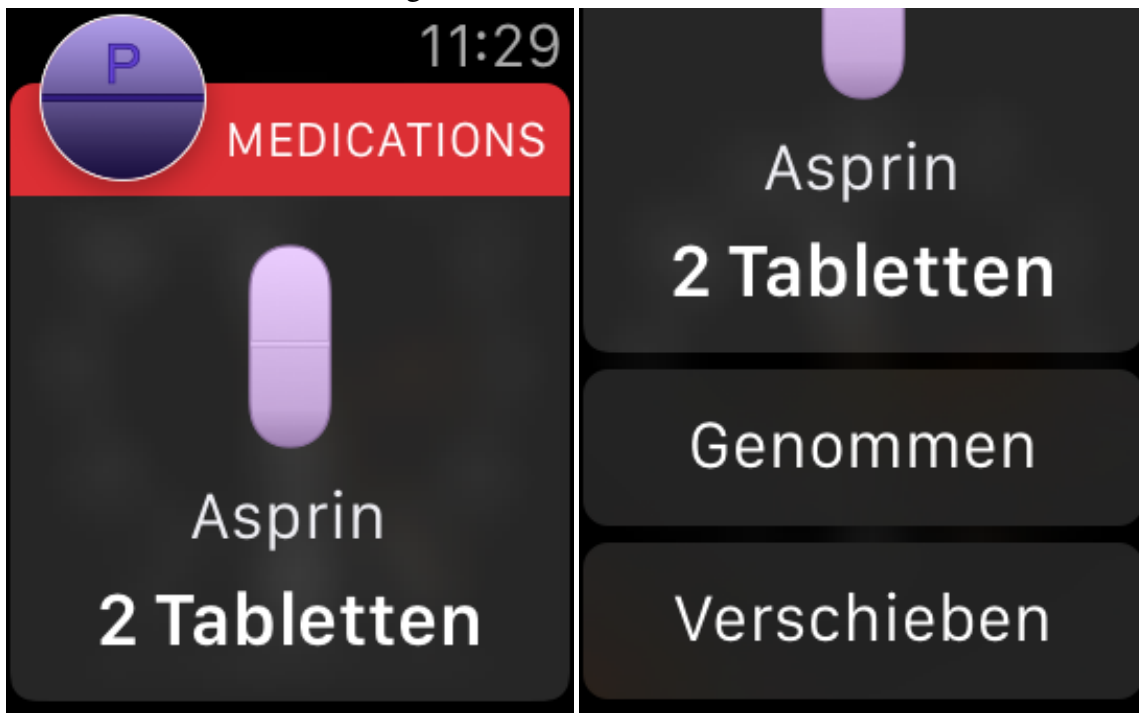 11:29
P
MEDICATIONS
Asprin
2 Tabletten
Asprin
2 Tabletten
Genommen
Verschieben